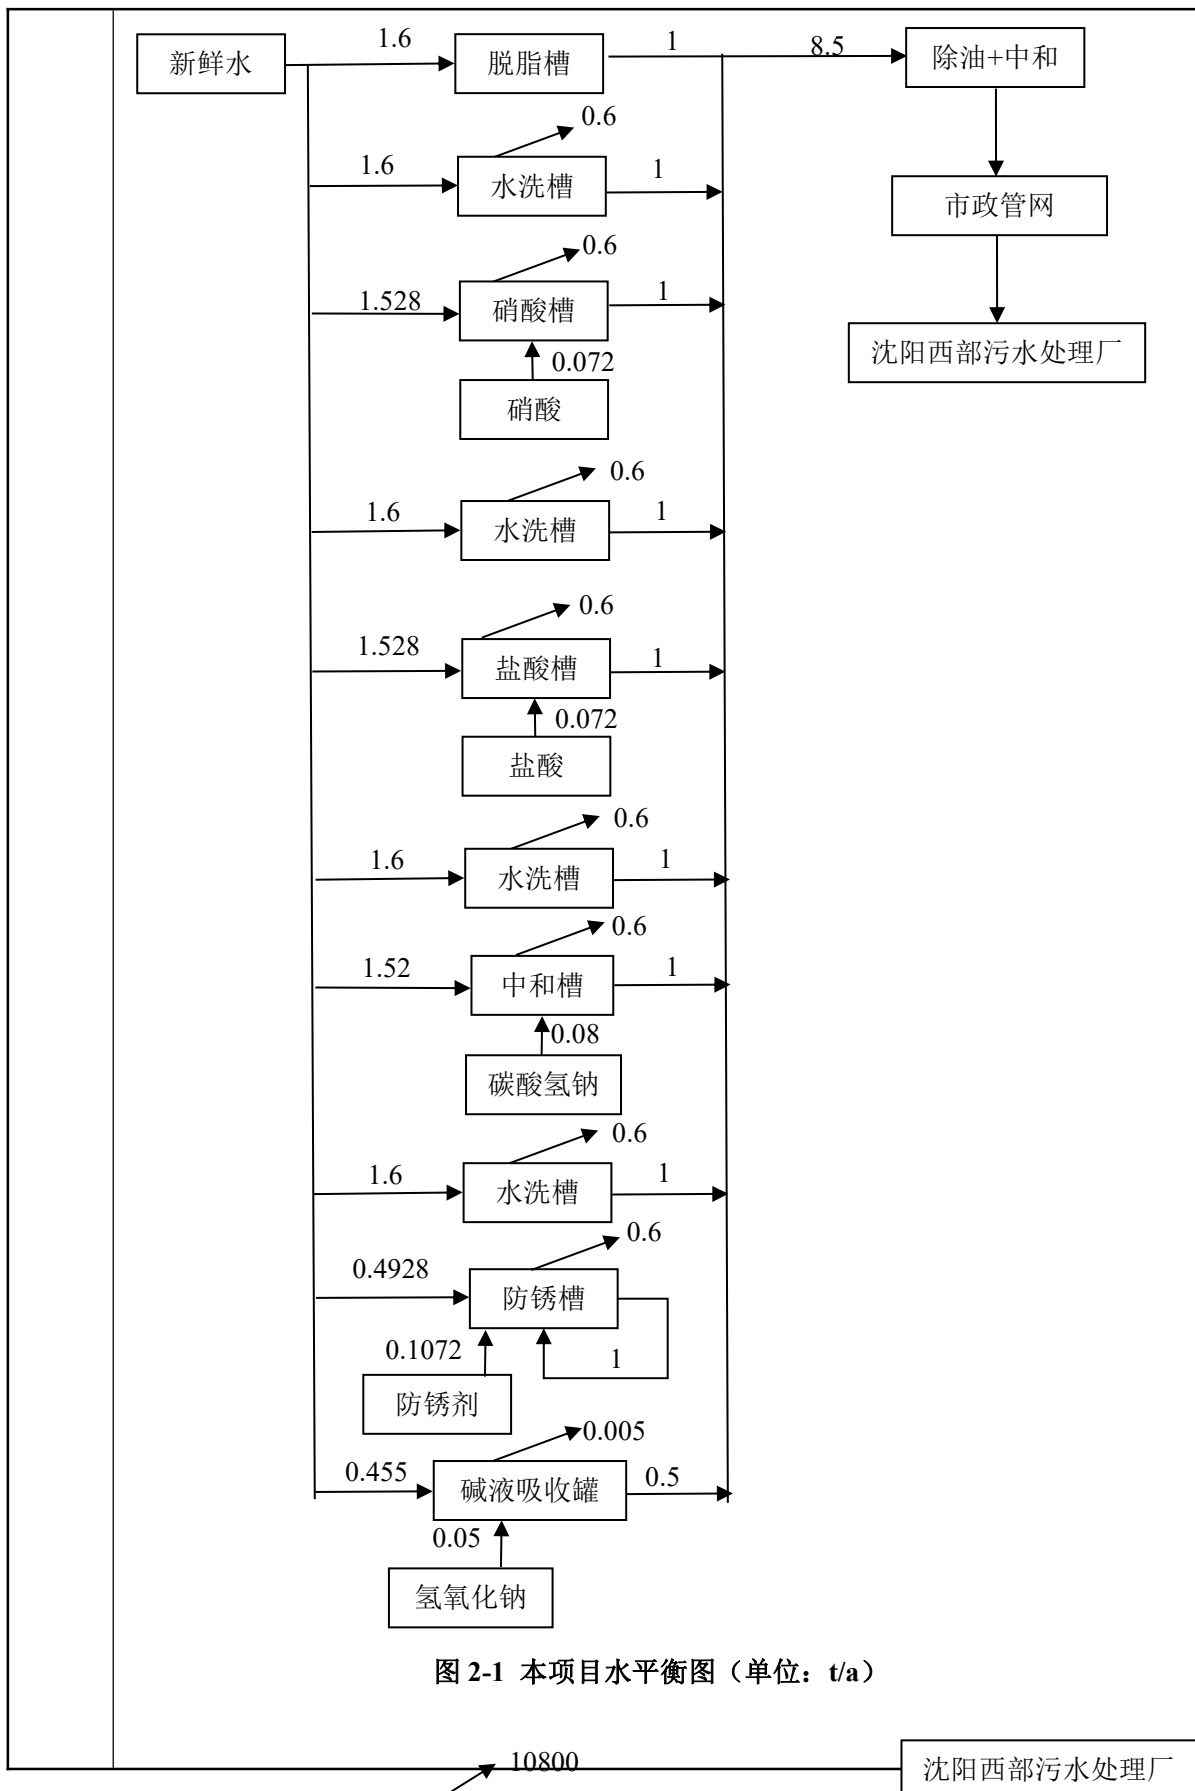 新鲜水 1.6 脱脂槽 1 8.5 除油+中和
0.6
1.6 水洗槽 1 市政管网
0.6
1.528 硝酸槽 1
0.072 沈阳西部污水处理厂
硝酸
0.6
1.6 水洗槽 1
0.6
1.528 盐酸槽 1
0.072
盐酸
0.6
1.6 水洗槽 1
0.6
1.52 中和槽 1
0.08
碳酸氢钠
0.6
1.6 水洗槽 1
0.6
0.4928 防锈槽
0.1072 1
防锈剂
0.005
0.455 碱液吸收罐 0.5
0.05
氢氧化钠
图 2-1 本项目水平衡图（单位：t/a）
10800 沈阳西部污水处理厂